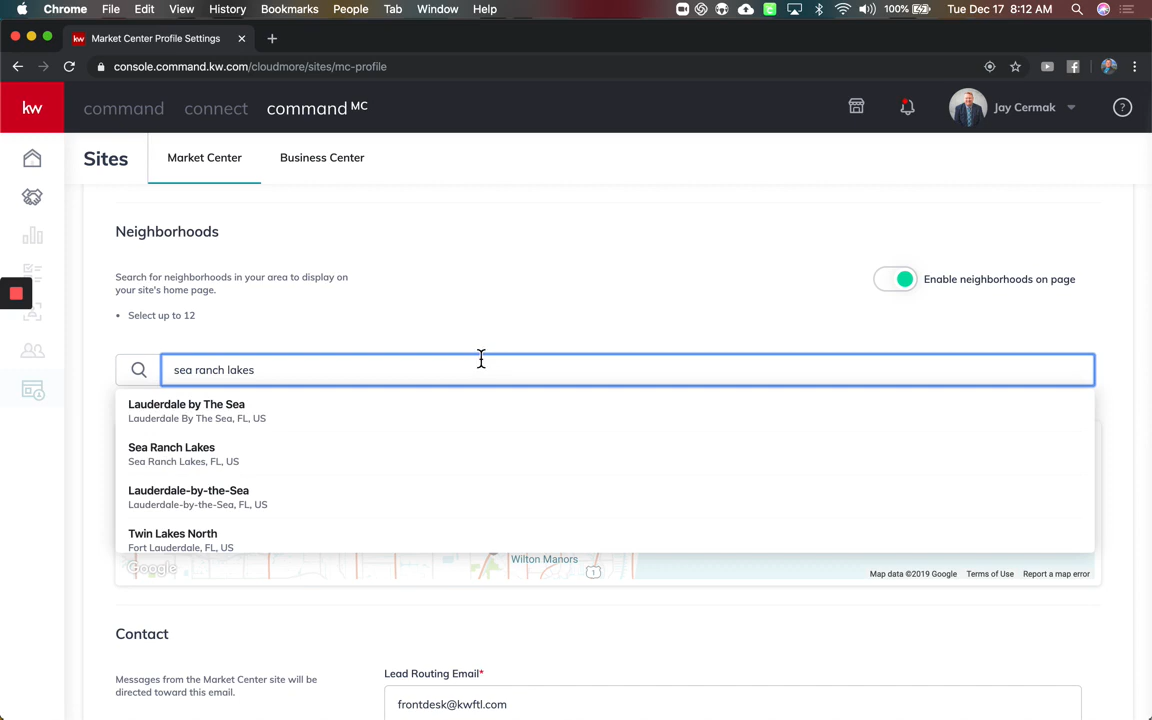 Chrome File Edit View History Bookmarks People Tab Window Help 100% Tue Dec 17 8:12 AM
kw Market Center Profile Settings
console.command.kw.com/cloudmore/sites/mc-profile
kw command connect command MC Jay Cermak ?
Sites Market Center Business Center
Neighborhoods
Search for neighborhoods in your area to display on
your site's home page.
Enable neighborhoods on page
• Select up to 12
sea ranch lakes
Lauderdale by The Sea
Lauderdale By The Sea, FL, US
Sea Ranch Lakes
Sea Ranch Lakes, FL, US
Lauderdale-by-the-Sea
Lauderdale-by-the-Sea, FL, US
Twin Lakes North
Fort Lauderdale, FL, US
Wilton Manors
Google 1 Map data ©2019 Google Terms of Use Report a map error
Contact
Messages from the Market Center site will be
directed toward this email.
Lead Routing Email*
frontdesk@kwftl.com